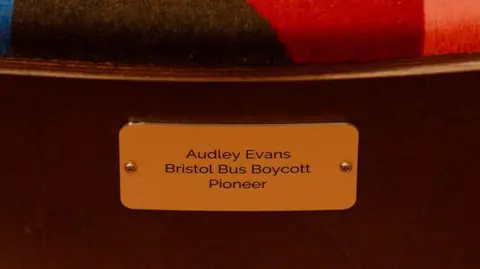 Audley Evans
Bristol Bus Boycott
Pioneer